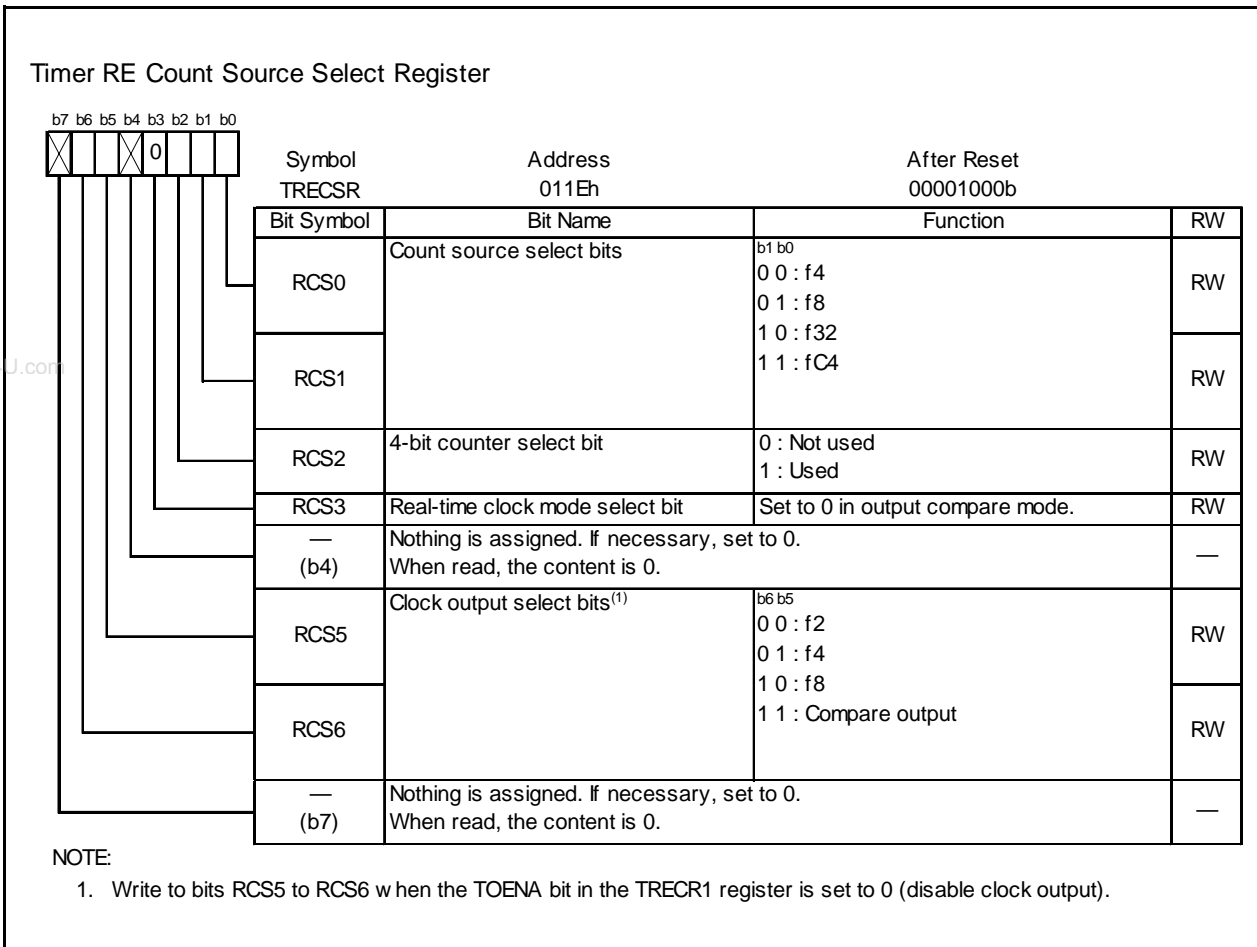 Timer RE Count Source Select Register
b7 b6 b5 b4 b3 b2 b1 b0
0
Symbol Address After Reset
TRECSR 011Eh 00001000b
Bit Symbol Bit Name Function RW
RCS0 Count source select bits b1 b0 RW
0 0 : f4
0 1 : f8
1 0 : f32
1 1 : fC4
U.com
RCS1 RW
RCS2 4-bit counter select bit 0 : Not used RW
1 : Used
RCS3 Real-time clock mode select bit Set to 0 in output compare mode. RW
— Nothing is assigned. If necessary, set to 0. —
(b4) When read, the content is 0.
RCS5 Clock output select bits(1) b6 b5 RW
0 0 : f2
0 1 : f4
1 0 : f8
1 1 : Compare output
RCS6 RW
— Nothing is assigned. If necessary, set to 0. —
(b7) When read, the content is 0.
NOTE:
1. Write to bits RCS5 to RCS6 when the TOENA bit in the TRECR1 register is set to 0 (disable clock output).